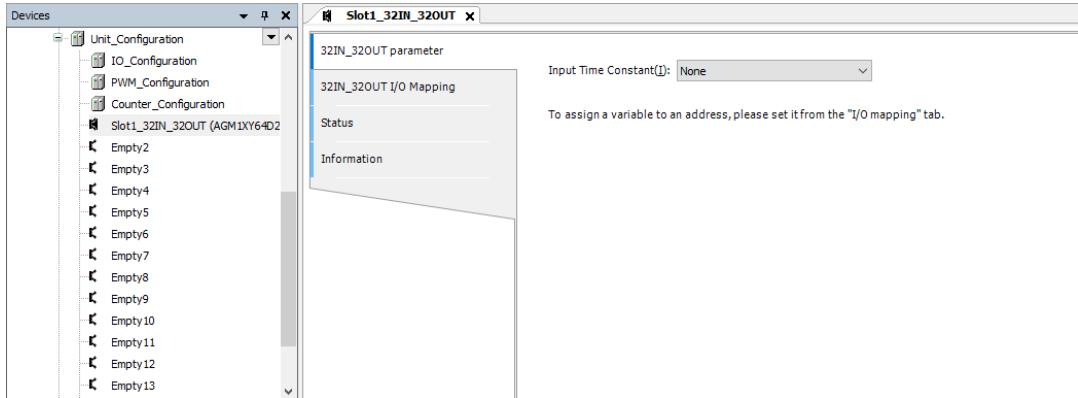 Devices
Unit_Configuration
IO_Configuration
PWM_Configuration
Counter_Configuration
Slot1_32IN_32OUT (AGM1XY64D2
Empty2
Empty3
Empty4
Empty5
Empty6
Empty7
Empty8
Empty9
Empty10
Empty11
Empty12
Empty13
Slot1_32IN_32OUT
32IN_32OUT parameter
32IN_32OUT I/O Mapping
Status
Information
Input Time Constant(I): None
To assign a variable to an address, please set it from the "I/O mapping" tab.